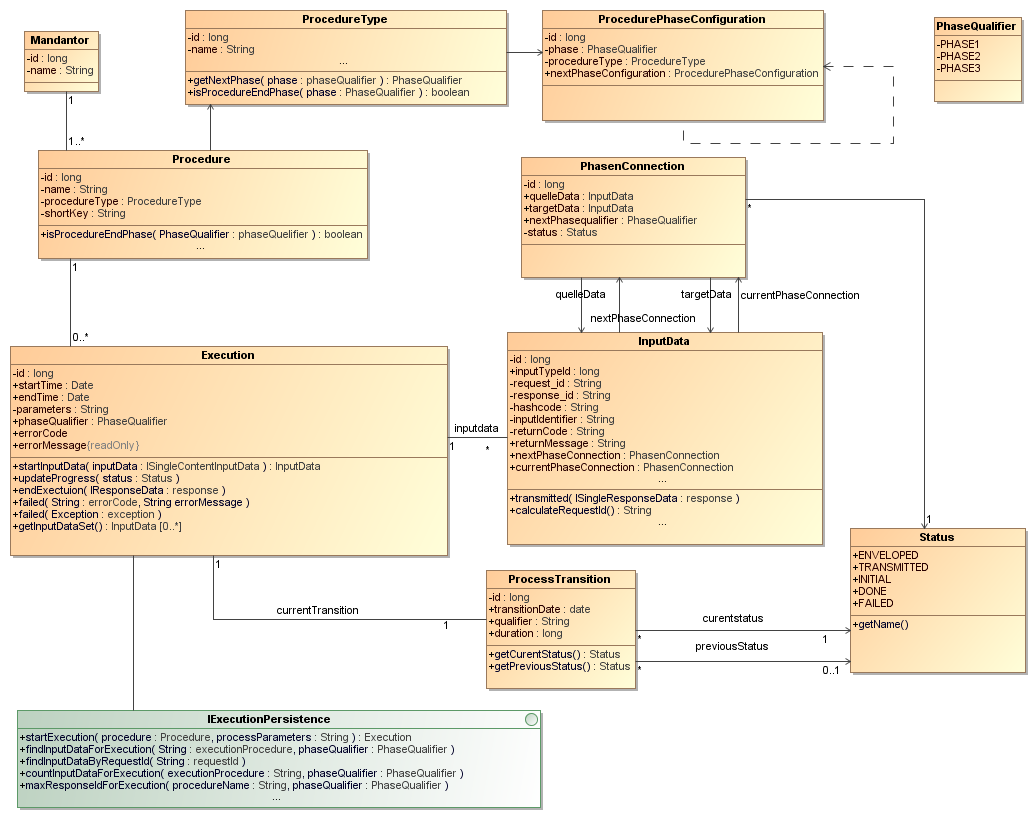 Mandantor
-id : long
-name : String
1
1..*
ProcedureType
-id : long
-name : String
...
+getNextPhase( phase : phaseQualifier ) : PhaseQualifier
+isProcedureEndPhase( phase : PhaseQualifier ) : boolean
ProcedurePhaseConfiguration
-id : long
-phase : PhaseQualifier
-procedureType : ProcedureType
+nextPhaseConfiguration : ProcedurePhaseConfiguration
PhaseQualifier
-PHASE1
-PHASE2
-PHASE3
Procedure
-id : long
-name : String
-procedureType : ProcedureType
-shortKey : String
+isProcedureEndPhase( PhaseQualifier : phaseQuelifier ) : boolean
...
1
0..*
PhasenConnection
-id : long
+quelleData : InputData
+targetData : InputData
+nextPhasequalifier : PhaseQualifier
-status : Status
*
1
quelleData
nextPhaseConnection
targetData
currentPhaseConnection
Execution
-id : long
+startTime : Date
+endTime : Date
-parameters : String
+phaseQualifier : PhaseQualifier
+errorCode
+errorMessage{readOnly}
+startInputData( inputData : ISingleContentInputData ) : InputData
+updateProgress( status : Status )
+endExectuion( IResponseData : response )
+failed( String : errorCode, String errorMessage )
+failed( Exception : exception )
+getInputDataSet() : InputData [0..*]
inputdata
1
*
InputData
-id : long
+inputTypeId : long
-request_id : String
-response_id : String
-hashcode : String
-inputIdentifier : String
-returnCode : String
+returnMessage : String
+nextPhaseConnection : PhasenConnection
+currentPhaseConnection : PhasenConnection
...
+transmitted( ISingleResponseData : response )
+calculateRequestId() : String
...
1
currentTransition
1
ProcessTransition
-id : long
+transitionDate : date
+qualifier : String
+duration : long
+getCurentStatus() : Status
+getPreviousStatus() : Status
curentstatus
*
1
previousStatus
*
0..1
Status
+ENVELOPED
+TRANSMITTED
+INITIAL
+DONE
+FAILED
+getName()
IExecutionPersistence
+startExecution( procedure : Procedure, processParameters : String ) : Execution
+findInputDataForExecution( String : executionProcedure, phaseQualifier : PhaseQualifier )
+findInputDataByRequestId( String : requestId )
+countInputDataForExecution( executionProcedure : String, phaseQualifier : PhaseQualifier )
+maxResponseIdForExecution( procedureName : String, phaseQualifier : PhaseQualifier )
...